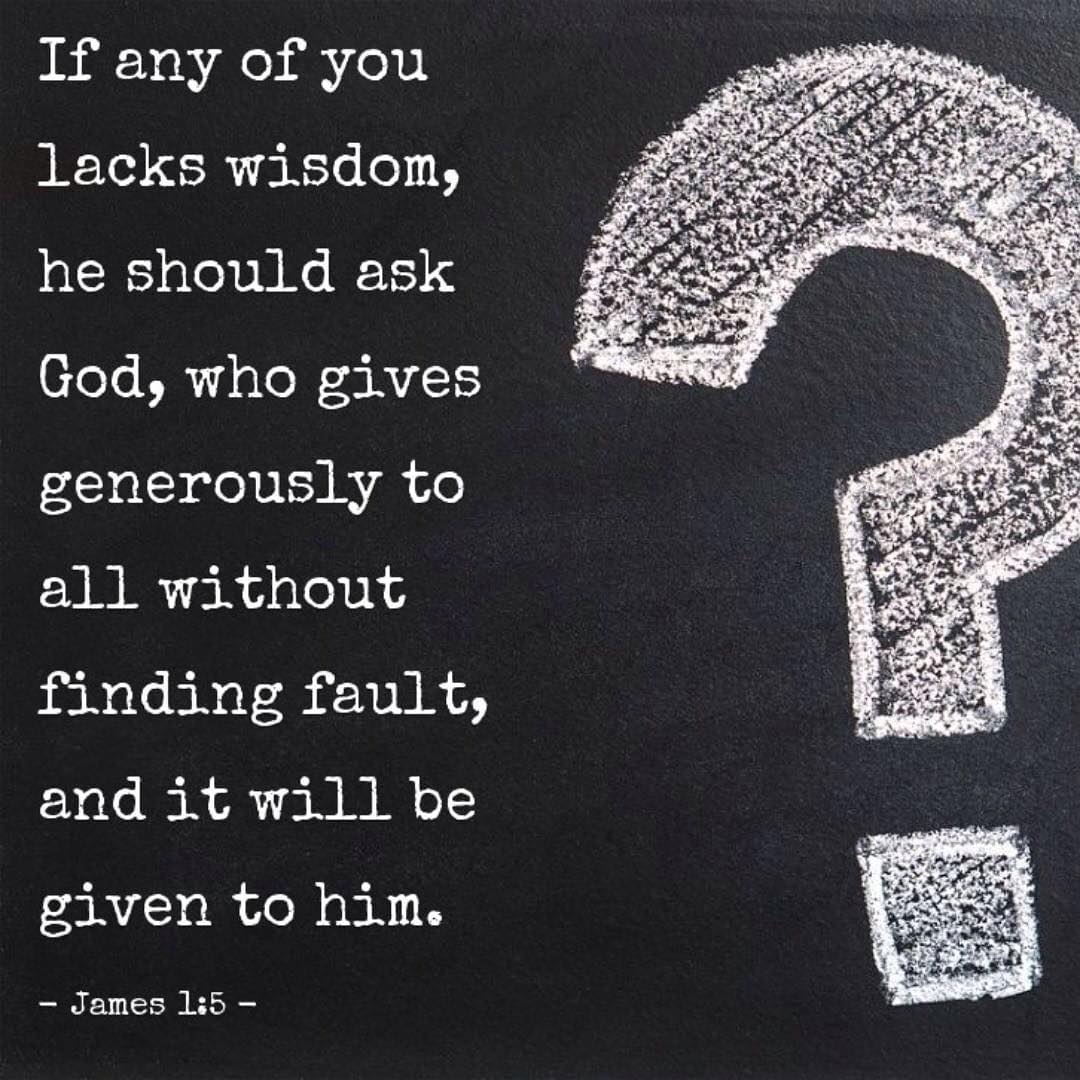 If any of you
lacks wisdom,
he should ask
God, who gives
generously to
all without
finding fault,
and it will be
given to him.
- James 1:5 -
?